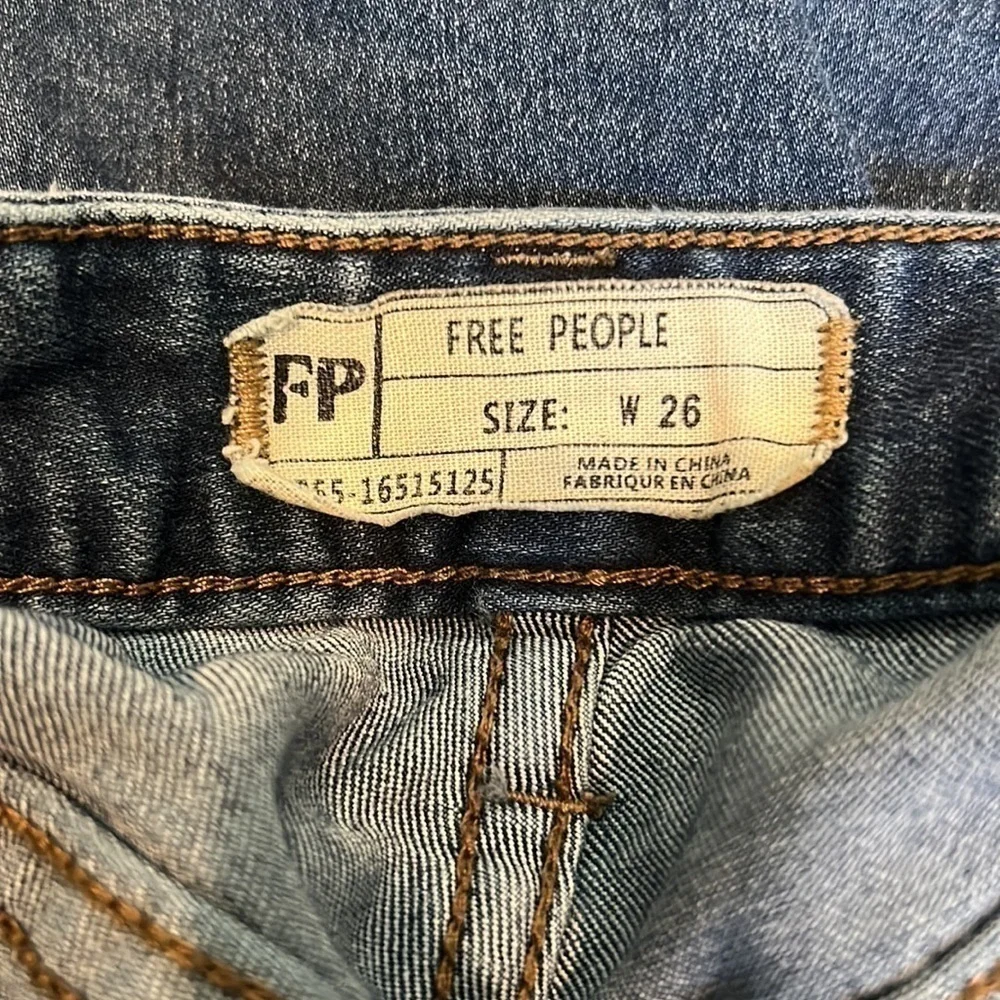 FP
FREE PEOPLE
SIZE: W 26
55-16515125
MADE IN CHINA
FABRIQUR EN CHINA